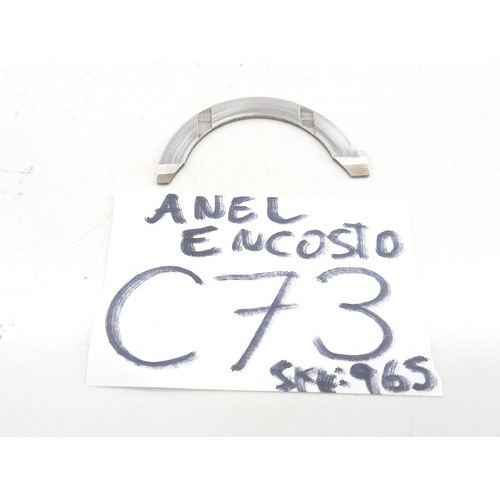 ANEL
ENCOSTO
C73
SKU:965